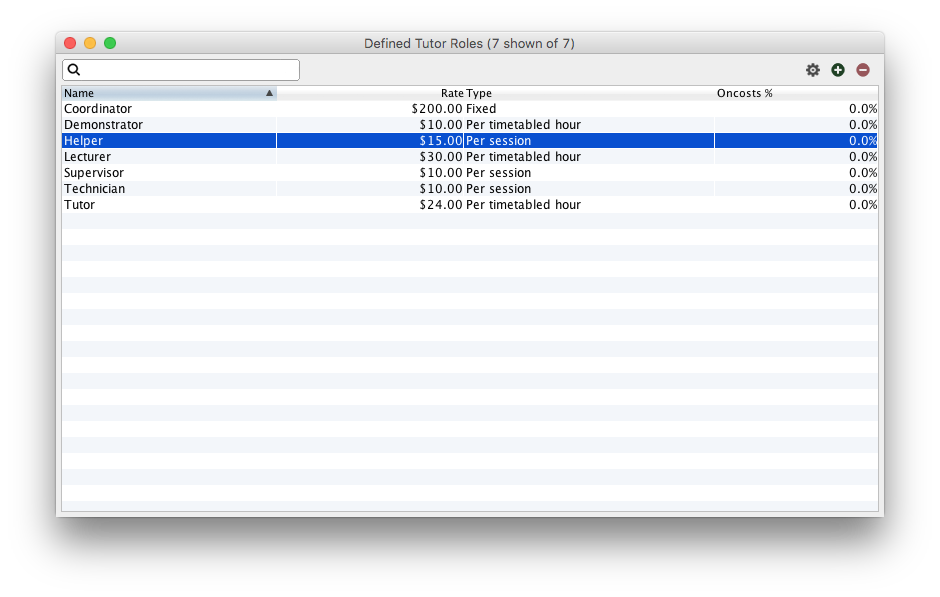 Defined Tutor Roles (7 shown of 7)
Name Rate Type Oncosts %
Coordinator $200.00 Fixed 0.0%
Demonstrator $10.00 Per timetabled hour 0.0%
Helper $15.00 Per session 0.0%
Lecturer $30.00 Per timetabled hour 0.0%
Supervisor $10.00 Per session 0.0%
Technician $10.00 Per session 0.0%
Tutor $24.00 Per timetabled hour 0.0%